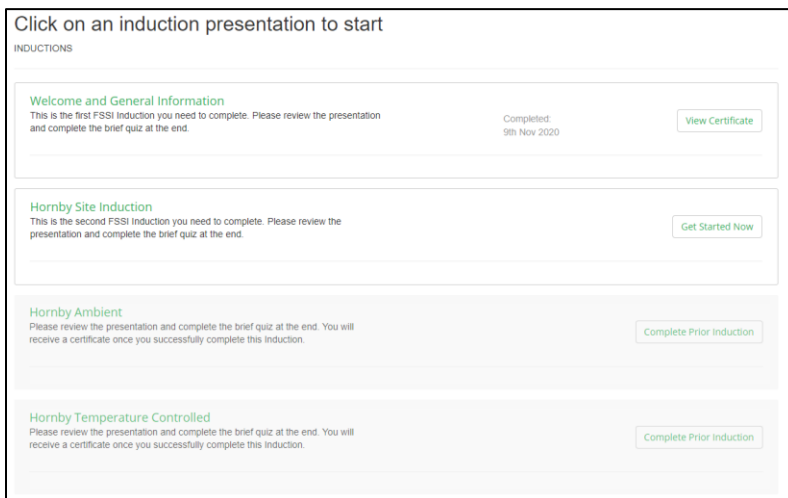 Click on an induction presentation to start
INDUCTIONS
Welcome and General Information
This is the first FSSI Induction you need to complete. Please review the presentation
and complete the brief quiz at the end.
Completed:
9th Nov 2020
View Certificate
Hornby Site Induction
This is the second FSSI Induction you need to complete. Please review the
presentation and complete the brief quiz at the end.
Get Started Now
Hornby Ambient
Please review the presentation and complete the brief quiz at the end. You will
receive a certificate once you successfully complete this Induction.
Complete Prior Induction
Hornby Temperature Controlled
Please review the presentation and complete the brief quiz at the end. You will
receive a certificate once you successfully complete this Induction.
Complete Prior Induction